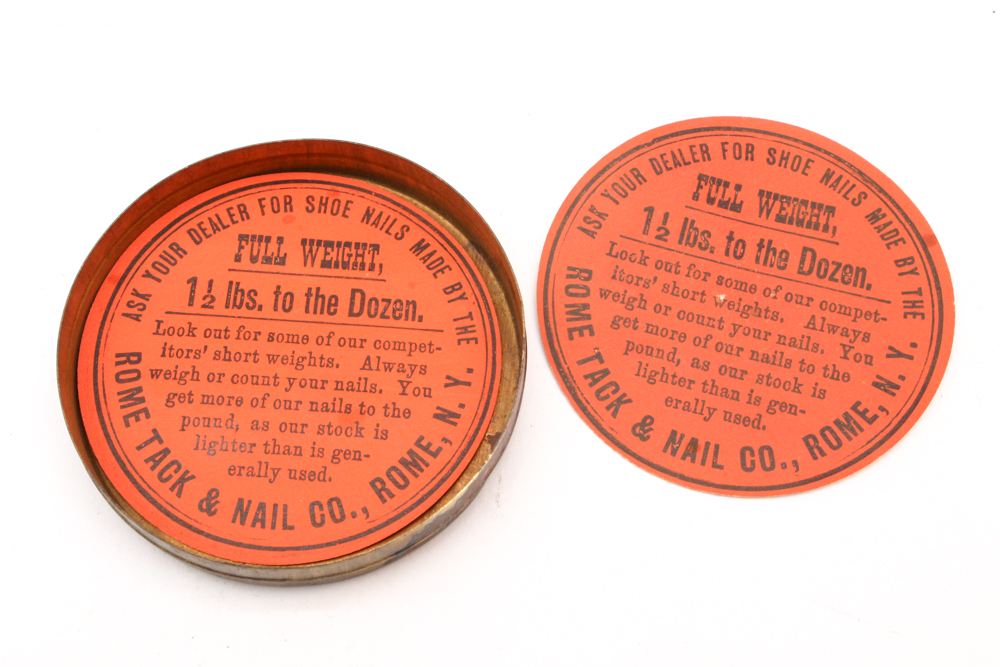 ASK YOUR DEALER FOR SHOE NAILS MADE BY THE
FULL WEIGHT,
1½ lbs. to the Dozen.
Look out for some of our compet-
itors' short weights. Always
weigh or count your nails. You
get more of our nails to the
pound, as our stock is
lighter than is gen-
erally used.
ROME TACK & NAIL CO., ROME, N. Y.
ASK YOUR DEALER FOR SHOE NAILS MADE BY THE
FULL WEIGHT,
1½ lbs. to the Dozen.
Look out for some of our compet-
itors' short weights. Always
weigh or count your nails. You
get more of our nails to the
pound, as our stock is
lighter than is gen-
erally used.
ROME TACK & NAIL CO., ROME, N. Y.